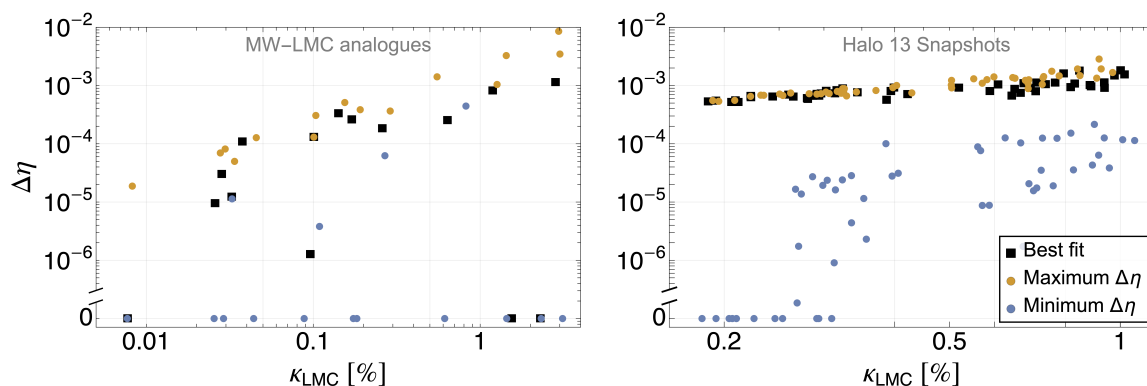 MW–LMC analogues
Δη
10⁻²
10⁻³
10⁻⁴
10⁻⁵
10⁻⁶
0
0.01
0.1
1
κLMC [%]
Halo 13 Snapshots
10⁻²
10⁻³
10⁻⁴
10⁻⁵
10⁻⁶
0
0.2
0.5
1
κLMC [%]
Best fit
Maximum Δη
Minimum Δη